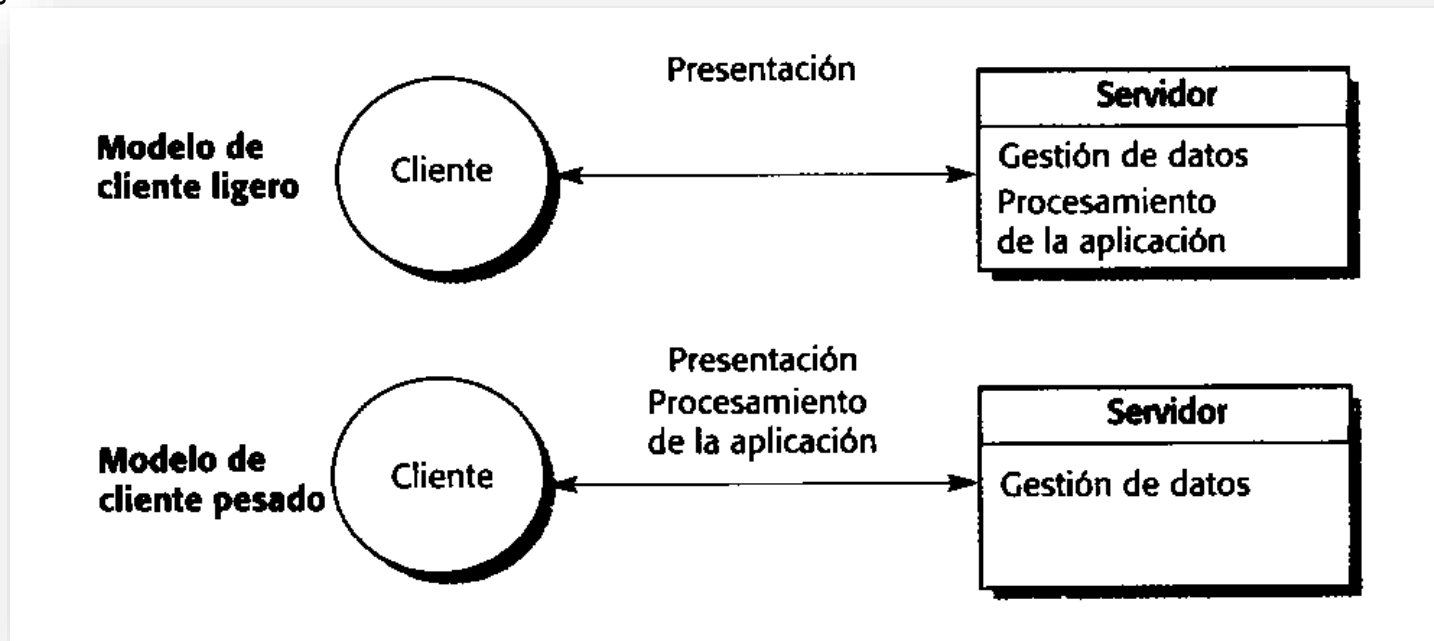 Presentación
Servidor
Modelo de
cliente ligero
Cliente
Gestión de datos
Procesamiento
de la aplicación
Presentación
Procesamiento
de la aplicación
Servidor
Modelo de
cliente pesado
Cliente
Gestión de datos